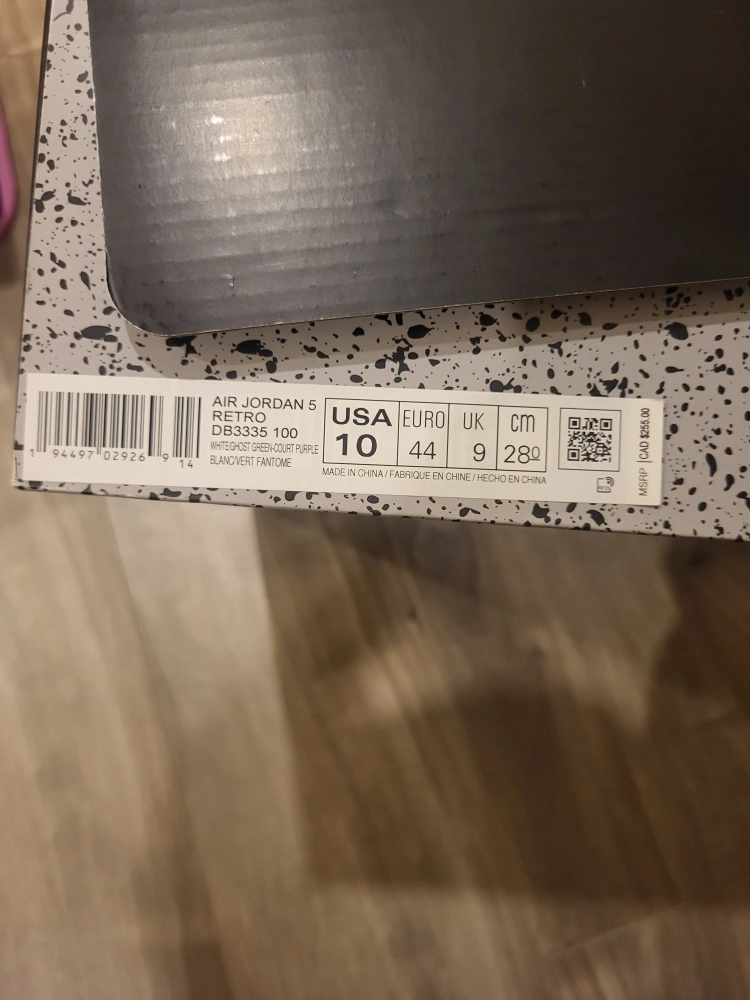 AIR JORDAN 5
RETRO
DB3335 100
WHITE/GHOST GREEN-COURT PURPLE
BLANC/VERT FANTOME
1 94497 02926 9 14
USA
10
EURO
44
UK
9
cm
28⁰
MADE IN CHINA / FABRIQUE EN CHINE / HECHO EN CHINA
MSRP | CAD $255.00